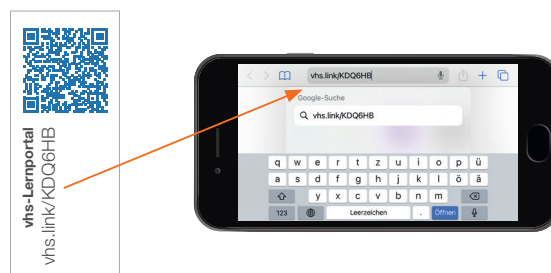 vhs-Lernportal
vhs.link/KDQ6HB
vhs.link/KDQ6HB
Google-Suche
vhs.link/KDQ6HB
q w e r t z u i o p ü
a s d f g h j k l ö ä
y x c v b n m
123 Leerzeichen . Öffnen